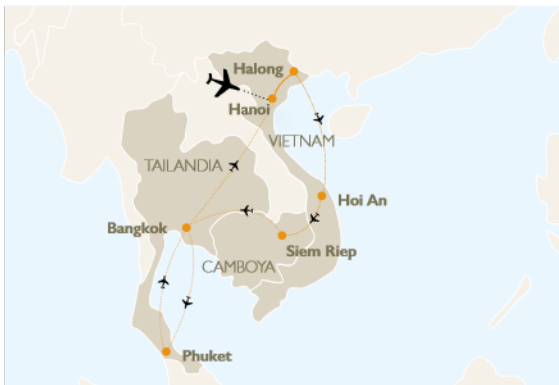 Halong
Hanoi
VIETNAM
TAILANDIA
Hoi An
Bangkok
Siem Riep
CAMBOYA
Phuket